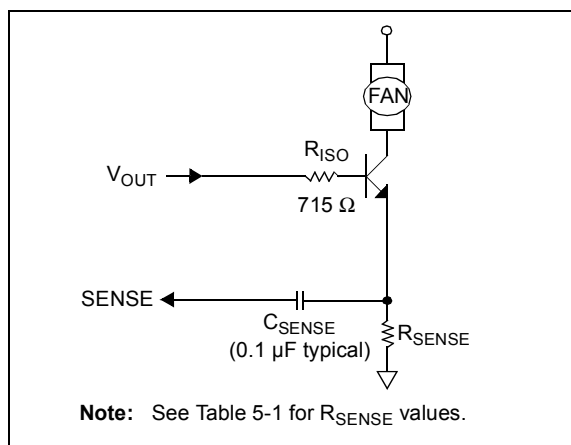 FAN
R_ISO
V_OUT
715 Ω
SENSE
C_SENSE
(0.1 µF typical)
R_SENSE
Note: See Table 5-1 for R_SENSE values.